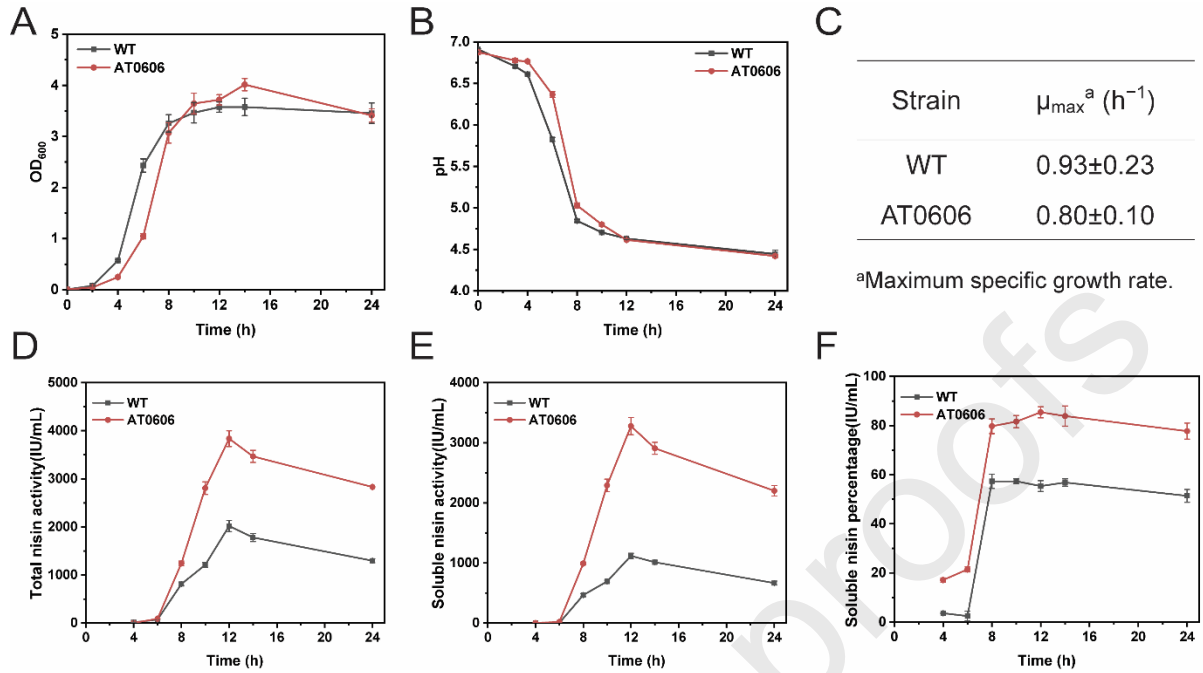 A
WT
AT0606
OD600
5
4
3
2
1
0
0 4 8 12 16 20 24
Time (h)
B
WT
AT0606
pH
7.0
6.5
6.0
5.5
5.0
4.5
4.0
0 4 8 12 16 20 24
Time (h)
C
Strain μmaxᵃ (h⁻¹)
WT 0.93±0.23
AT0606 0.80±0.10
ᵃMaximum specific growth rate.
D
WT
AT0606
Total nisin activity(IU/mL)
5000
4000
3000
2000
1000
0
0 4 8 12 16 20 24
Time (h)
E
WT
AT0606
Soluble nisin activity(IU/mL)
4000
3000
2000
1000
0
0 4 8 12 16 20 24
Time (h)
F
WT
AT0606
Soluble nisin percentaage(IU/mL)
100
80
60
40
20
0
0 4 8 12 16 20 24
Time (h)
proofs